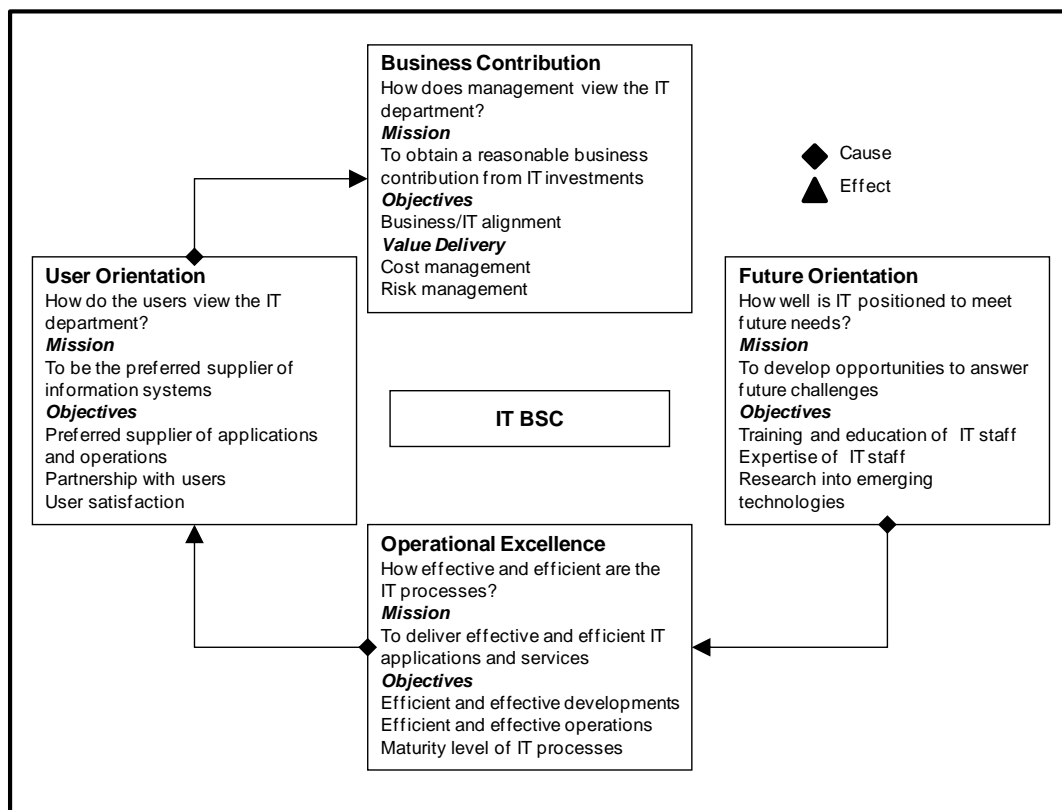 Business Contribution
How does management view the IT
department?
Mission
To obtain a reasonable business
contribution from IT investments
Objectives
Business/IT alignment
Value Delivery
Cost management
Risk management
Cause
Effect
User Orientation
How do the users view the IT
department?
Mission
To be the preferred supplier of
information systems
Objectives
Preferred supplier of applications
and operations
Partnership with users
User satisfaction
IT BSC
Future Orientation
How well is IT positioned to meet
future needs?
Mission
To develop opportunities to answer
future challenges
Objectives
Training and education of IT staff
Expertise of IT staff
Research into emerging
technologies
Operational Excellence
How effective and efficient are the
IT processes?
Mission
To deliver effective and efficient IT
applications and services
Objectives
Efficient and effective developments
Efficient and effective operations
Maturity level of IT processes